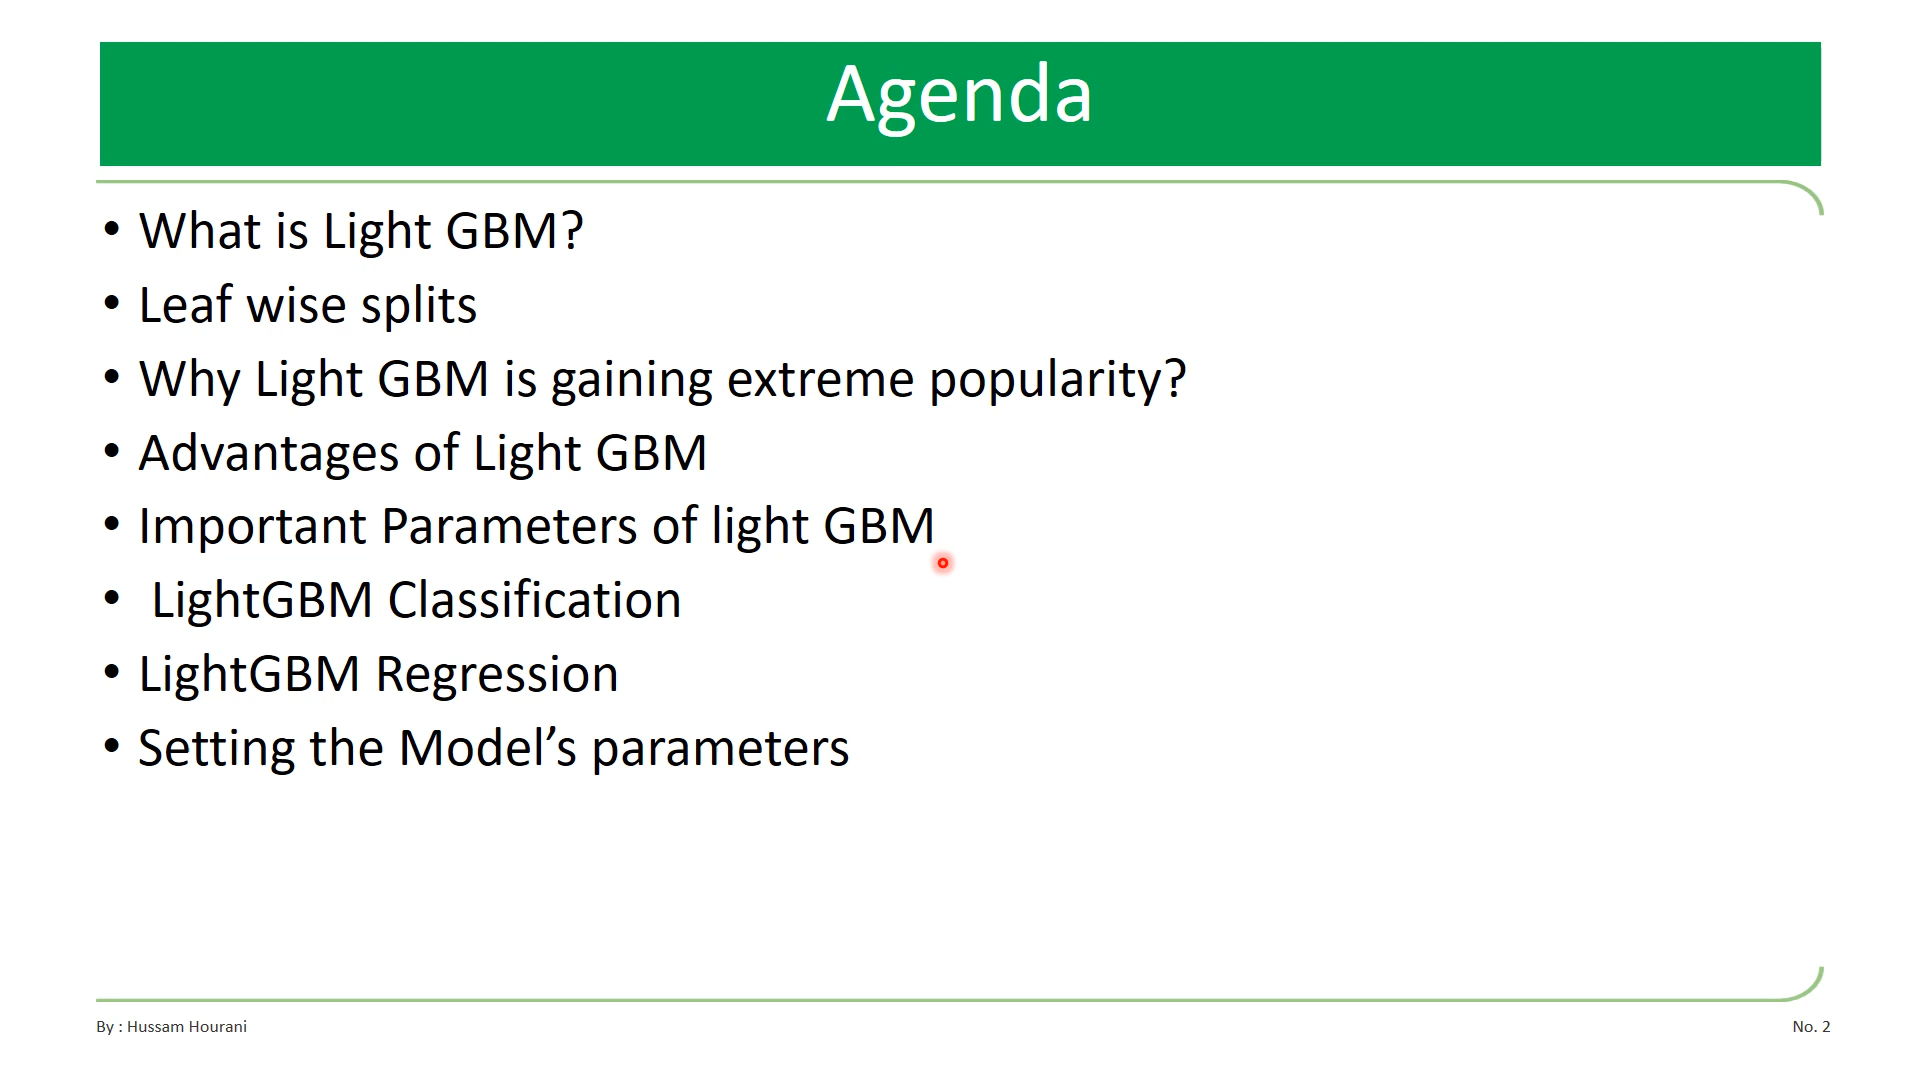 Agenda
• What is Light GBM?
• Leaf wise splits
• Why Light GBM is gaining extreme popularity?
• Advantages of Light GBM
• Important Parameters of light GBM
• LightGBM Classification
• LightGBM Regression
• Setting the Model’s parameters
By : Hussam Hourani
No. 2